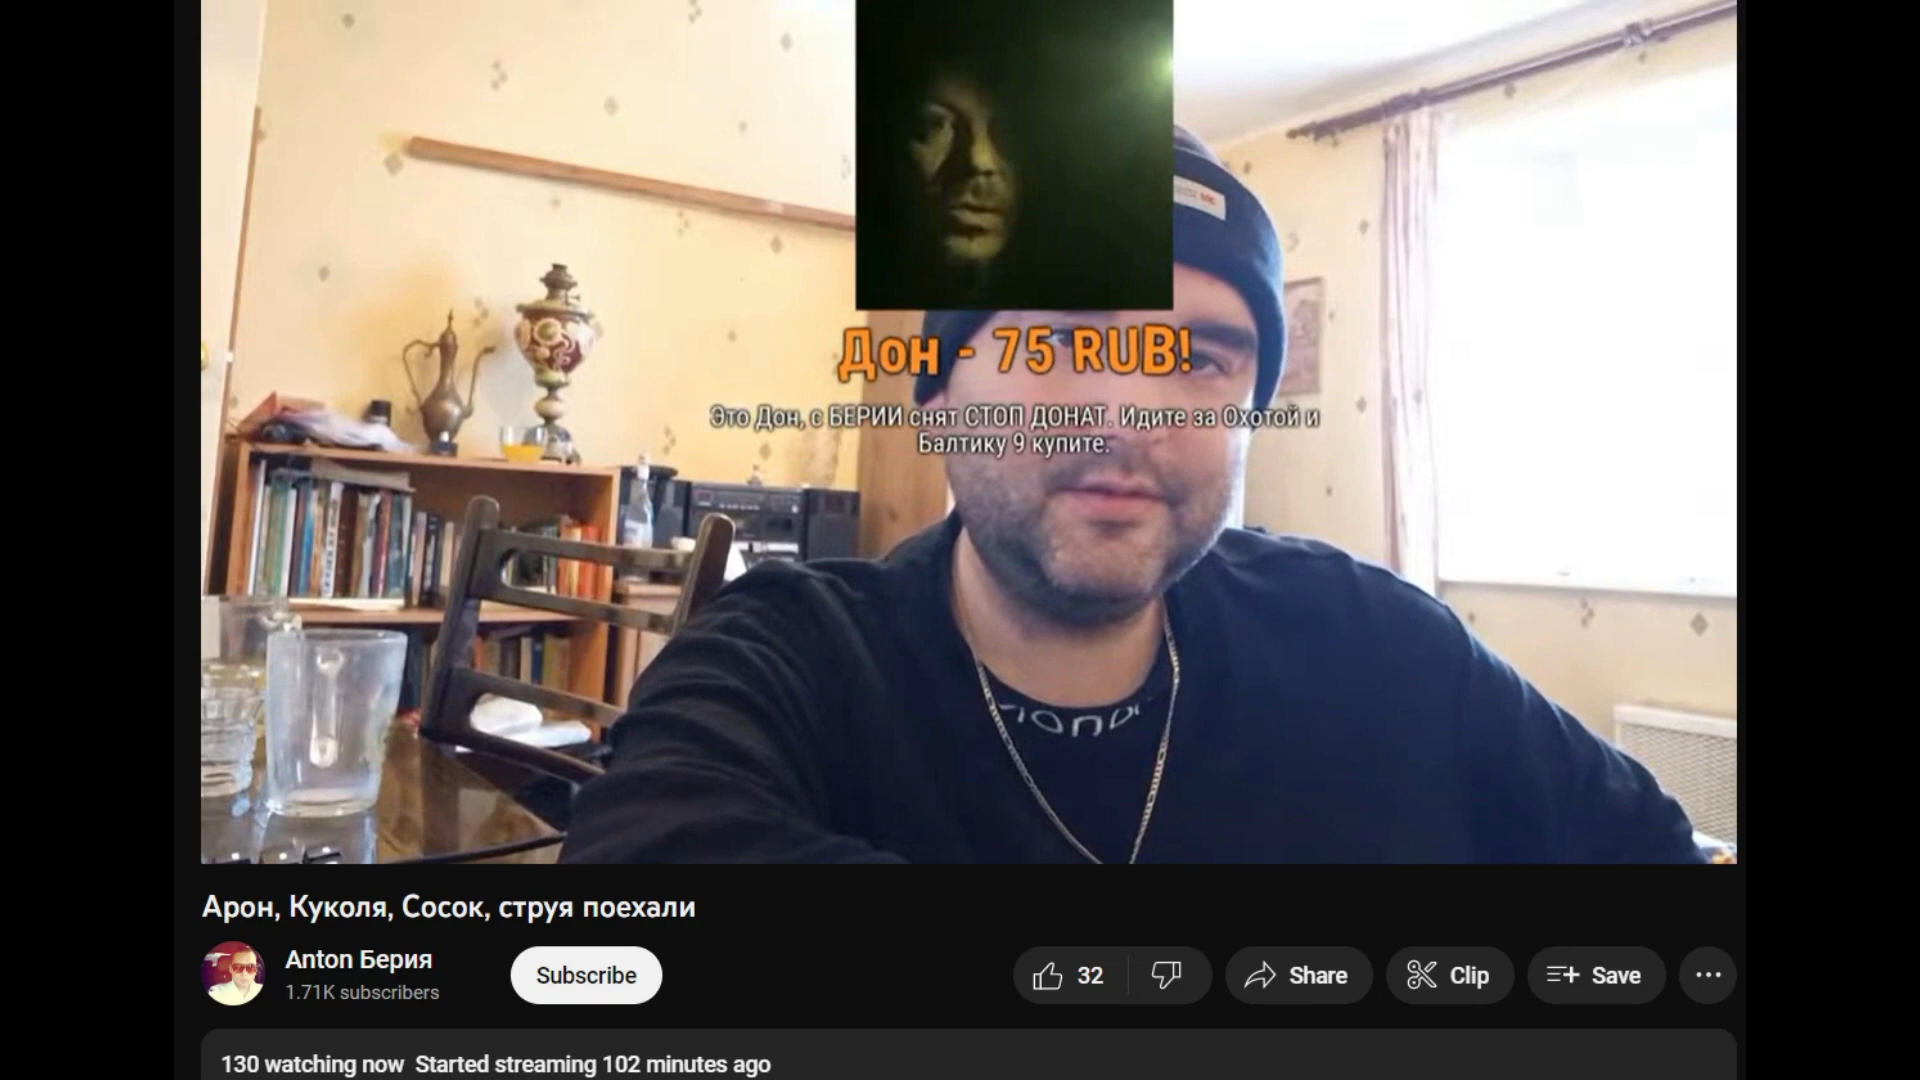 Дон - 75 RUB!
Это Дон, с БЕРИИ снят СТОП ДОНАТ. Идите за Охотой и
Балтику 9 купите.
Арон, Куколя, Сосок, струя поехали
Anton Берия
1.71K subscribers
Subscribe
32
Share
Clip
Save
130 watching now Started streaming 102 minutes ago